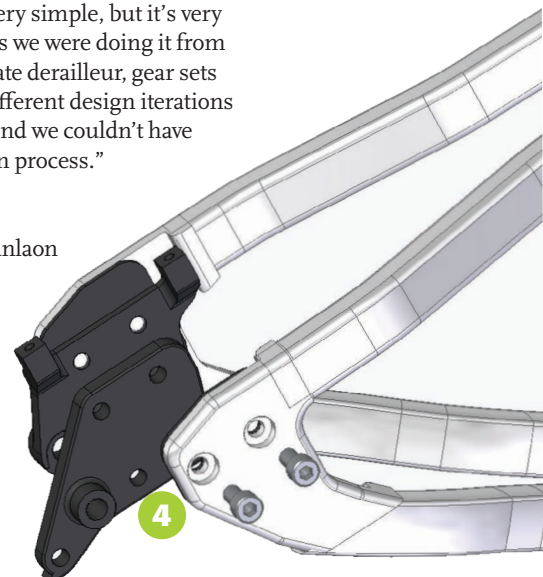 ery simple, but it's very
s we were doing it from
ate derailleur, gear sets
fferent design iterations
nd we couldn't have
n process.”
nlaon
4